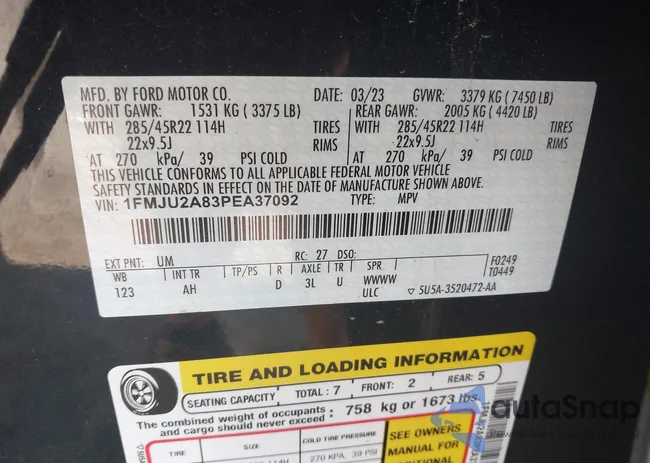 MFD. BY FORD MOTOR CO. DATE: 03/23 GVWR: 3379 KG ( 7450 LB)
FRONT GAWR: 1531 KG ( 3375 LB) REAR GAWR: 2005 KG ( 4420 LB)
WITH 285/45R22 114H TIRES WITH 285/45R22 114H TIRES
22x9.5J RIMS 22x9.5J RIMS
AT 270 kPa/ 39 PSI COLD AT 270 kPa/ 39 PSI COLD
THIS VEHICLE CONFORMS TO ALL APPLICABLE FEDERAL MOTOR VEHICLE
SAFETY STANDARDS IN EFFECT ON THE DATE OF MANUFACTURE SHOWN ABOVE.
VIN: 1FMJU2A83PEA37092 TYPE: MPV
EXT PNT: UM RC: 27 DSO: F0249
WB INT TR TP/PS R AXLE TR SPR T0449
123 AH D 3L U WWWW
ULC ▽ 5U5A-3520472-AA
TIRE AND LOADING INFORMATION
SEATING CAPACITY TOTAL: 7 FRONT: 2 REAR: 5
The combined weight of occupants
and cargo should never exceed : 758 kg or 1673 lbs.
TIRE SIZE COLD TIRE PRESSURE SEE OWNERS
MANUAL FOR
270 KPA, 39 PSI
autoSnap